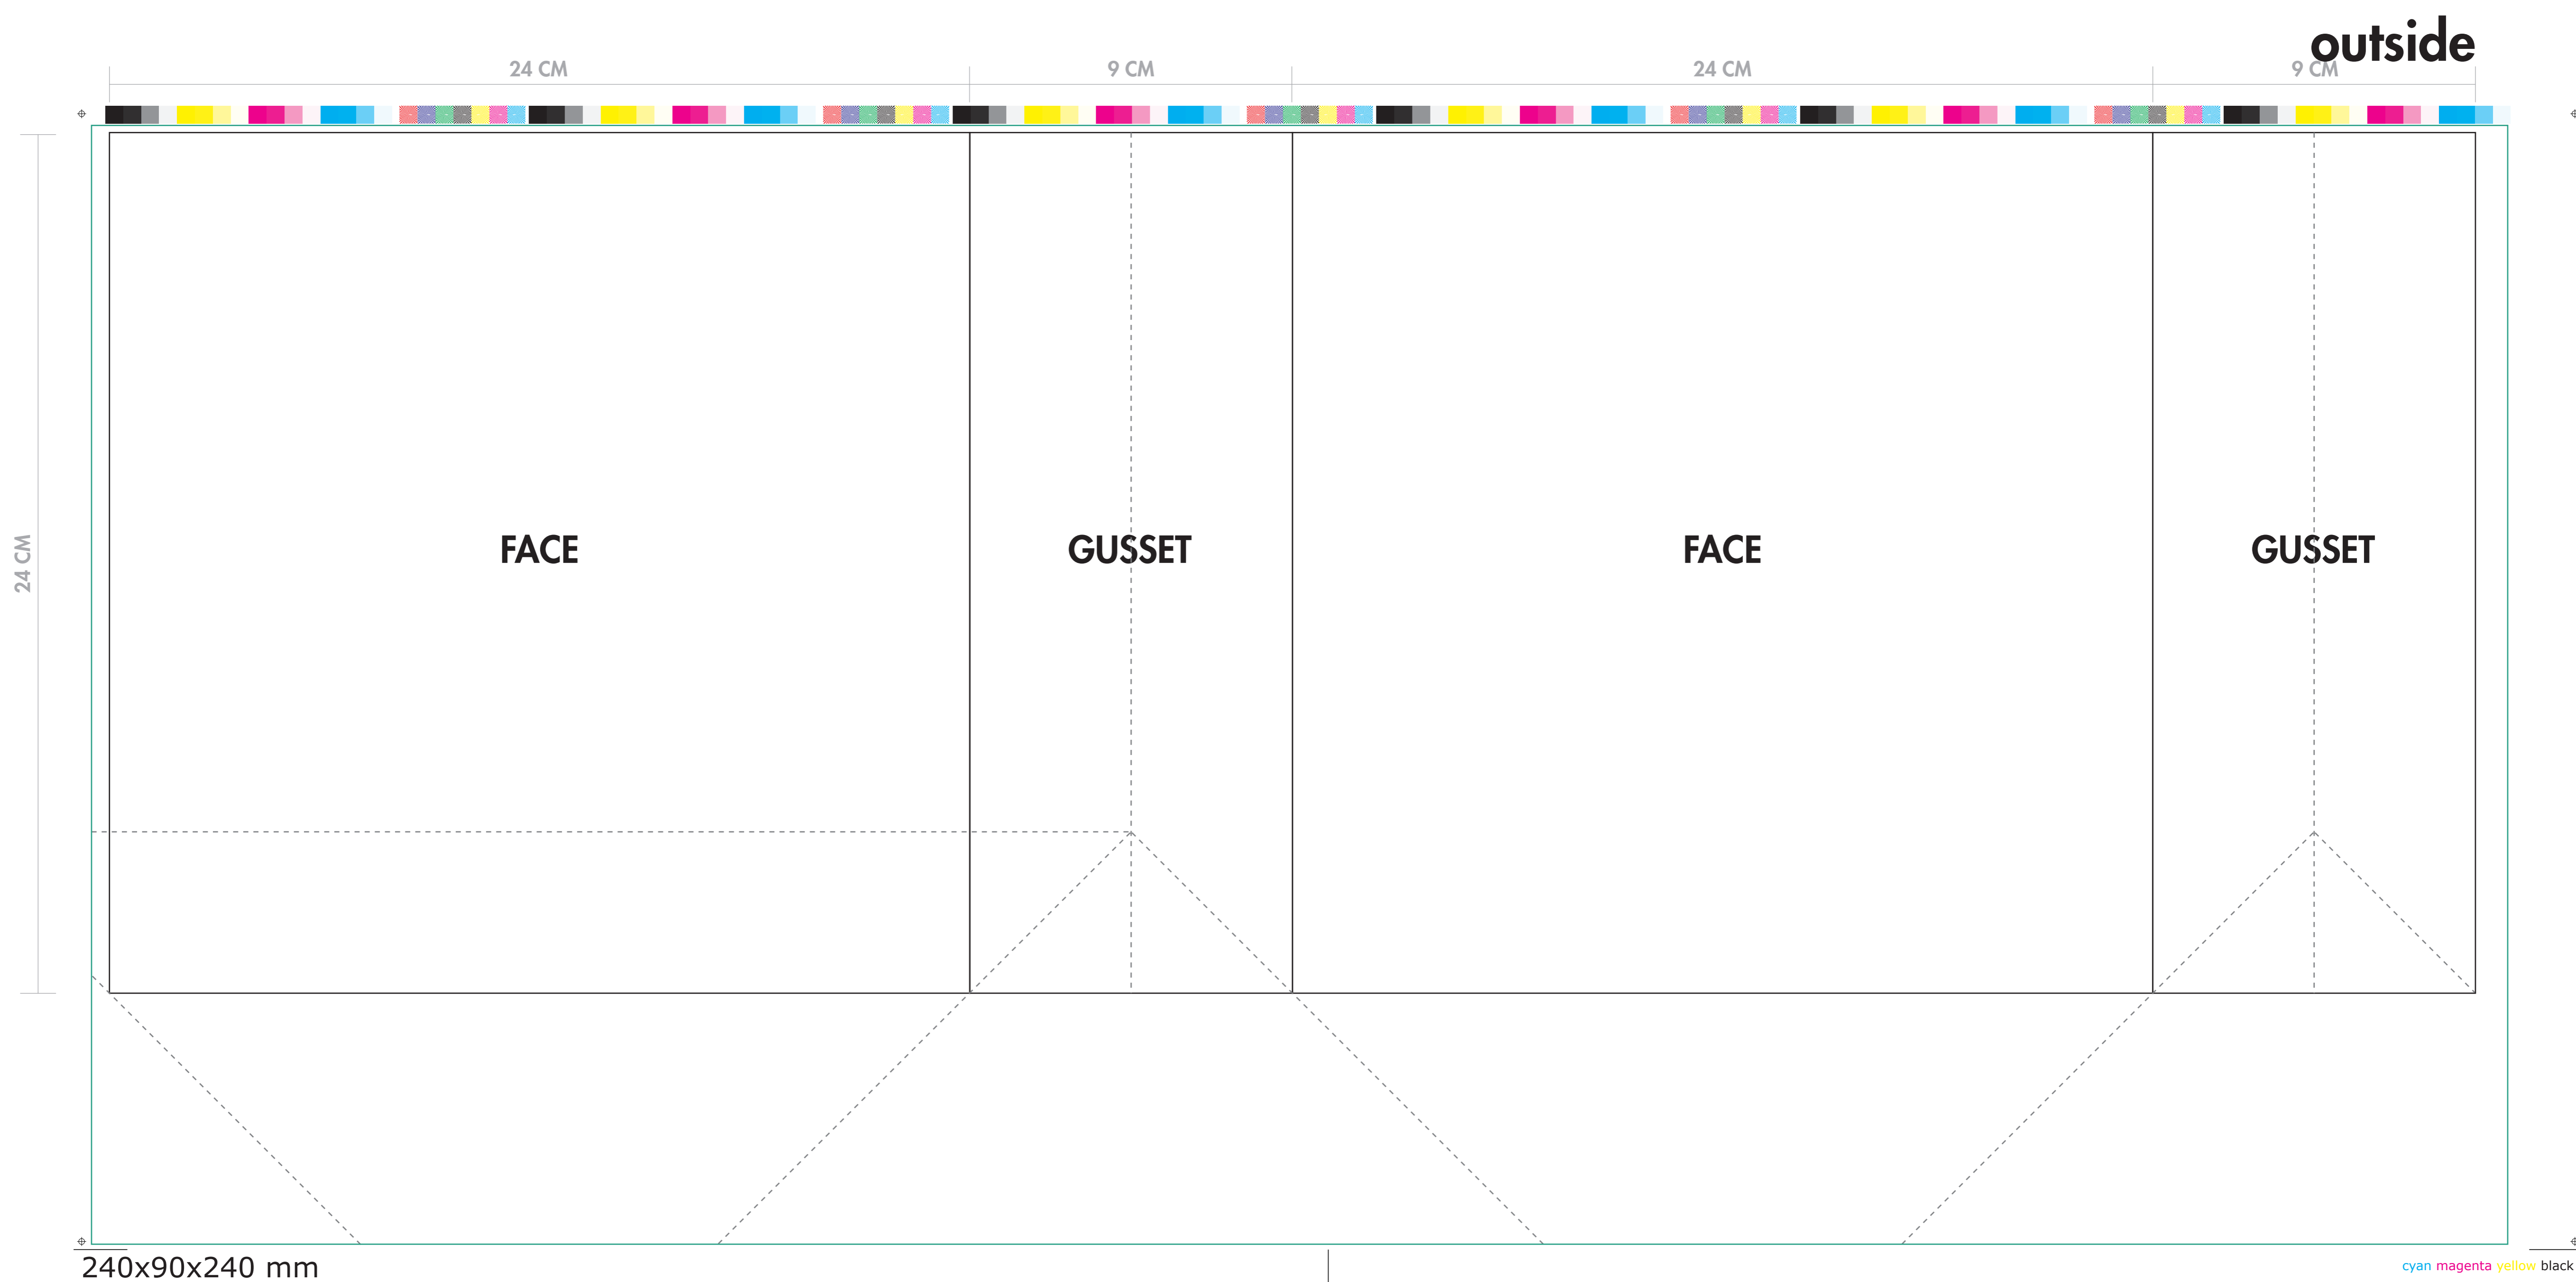 outside
24 CM 9 CM 24 CM 9 CM
24 CM
FACE GUSSET FACE GUSSET
240x90x240 mm
cyan magenta yellow black